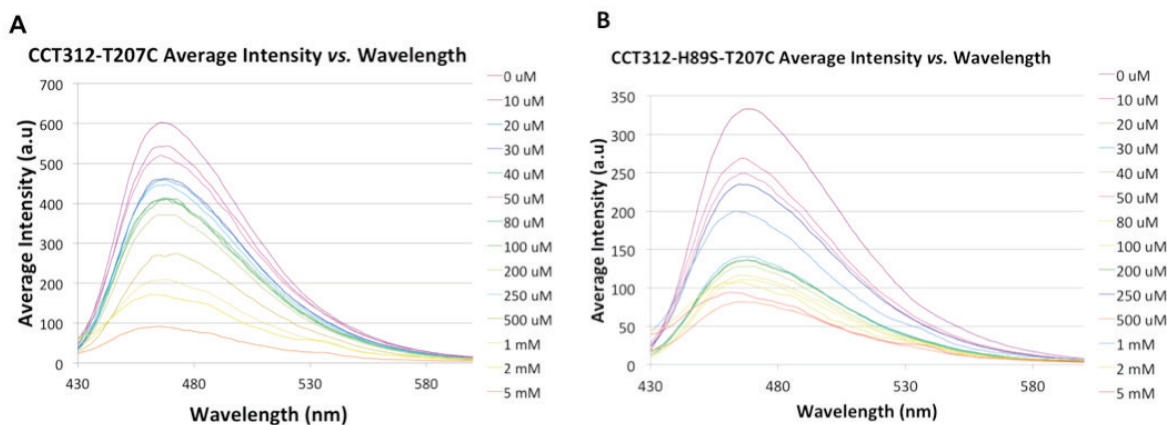 A
CCT312-T207C Average Intensity vs. Wavelength
Average Intensity (a.u)
700
600
500
400
300
200
100
0
430
480
530
580
Wavelength (nm)
0 uM
10 uM
20 uM
30 uM
40 uM
50 uM
80 uM
100 uM
200 uM
250 uM
500 uM
1 mM
2 mM
5 mM
B
CCT312-H89S-T207C Average Intensity vs. Wavelength
Average Intensity (a.u)
350
300
250
200
150
100
50
0
430
480
530
580
Wavelength (nm)
0 uM
10 uM
20 uM
30 uM
40 uM
50 uM
80 uM
100 uM
200 uM
250 uM
500 uM
1 mM
2 mM
5 mM